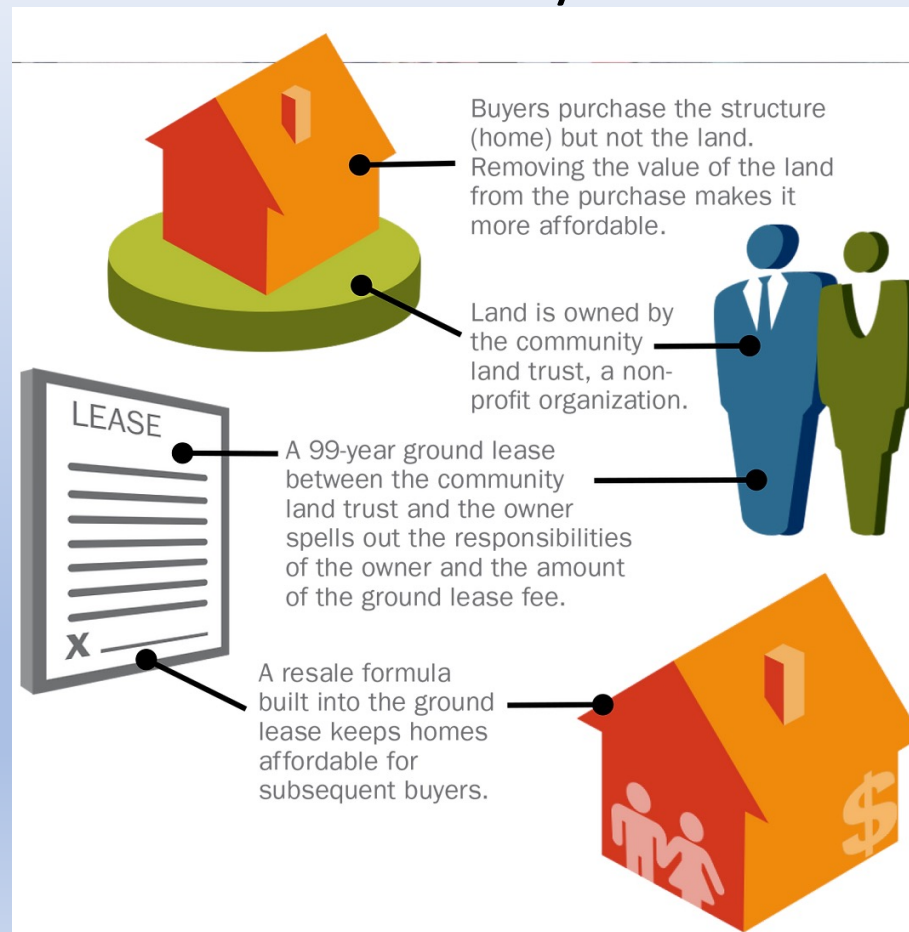 Buyers purchase the structure
(home) but not the land.
Removing the value of the land
from the purchase makes it
more affordable.
Land is owned by
the community
land trust, a non-
profit organization.
LEASE
A 99-year ground lease
between the community
land trust and the owner
spells out the responsibilities
of the owner and the amount
of the ground lease fee.
X
A resale formula
built into the ground
lease keeps homes
affordable for
subsequent buyers.
$